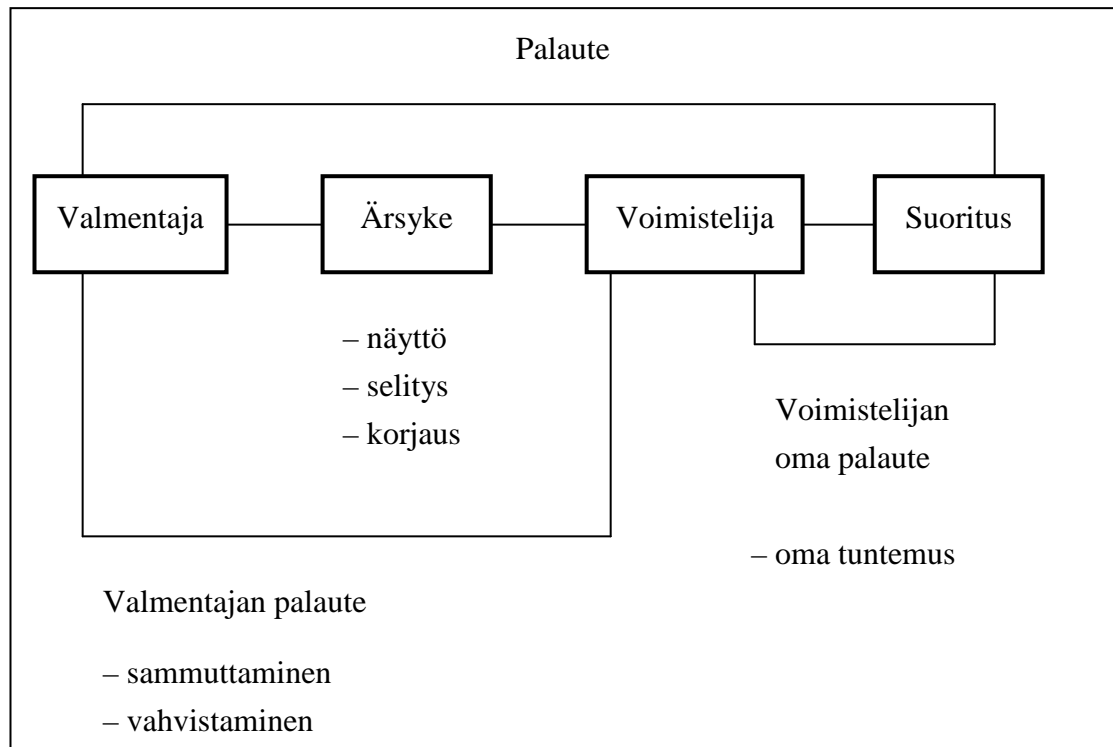 Palaute
Valmentaja
Ärsyke
Voimistelija
Suoritus
– näyttö
– selitys
– korjaus
Voimistelijan
oma palaute
– oma tuntemus
Valmentajan palaute
– sammuttaminen
– vahvistaminen